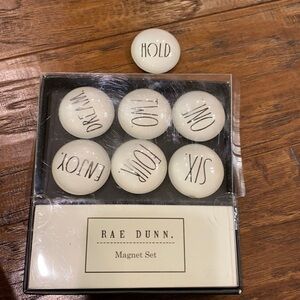 HOLD
DREAM.
TWO
ONE.
ENJOY
FOUR.
SIX.
RAE DUNN.
Magnet Set